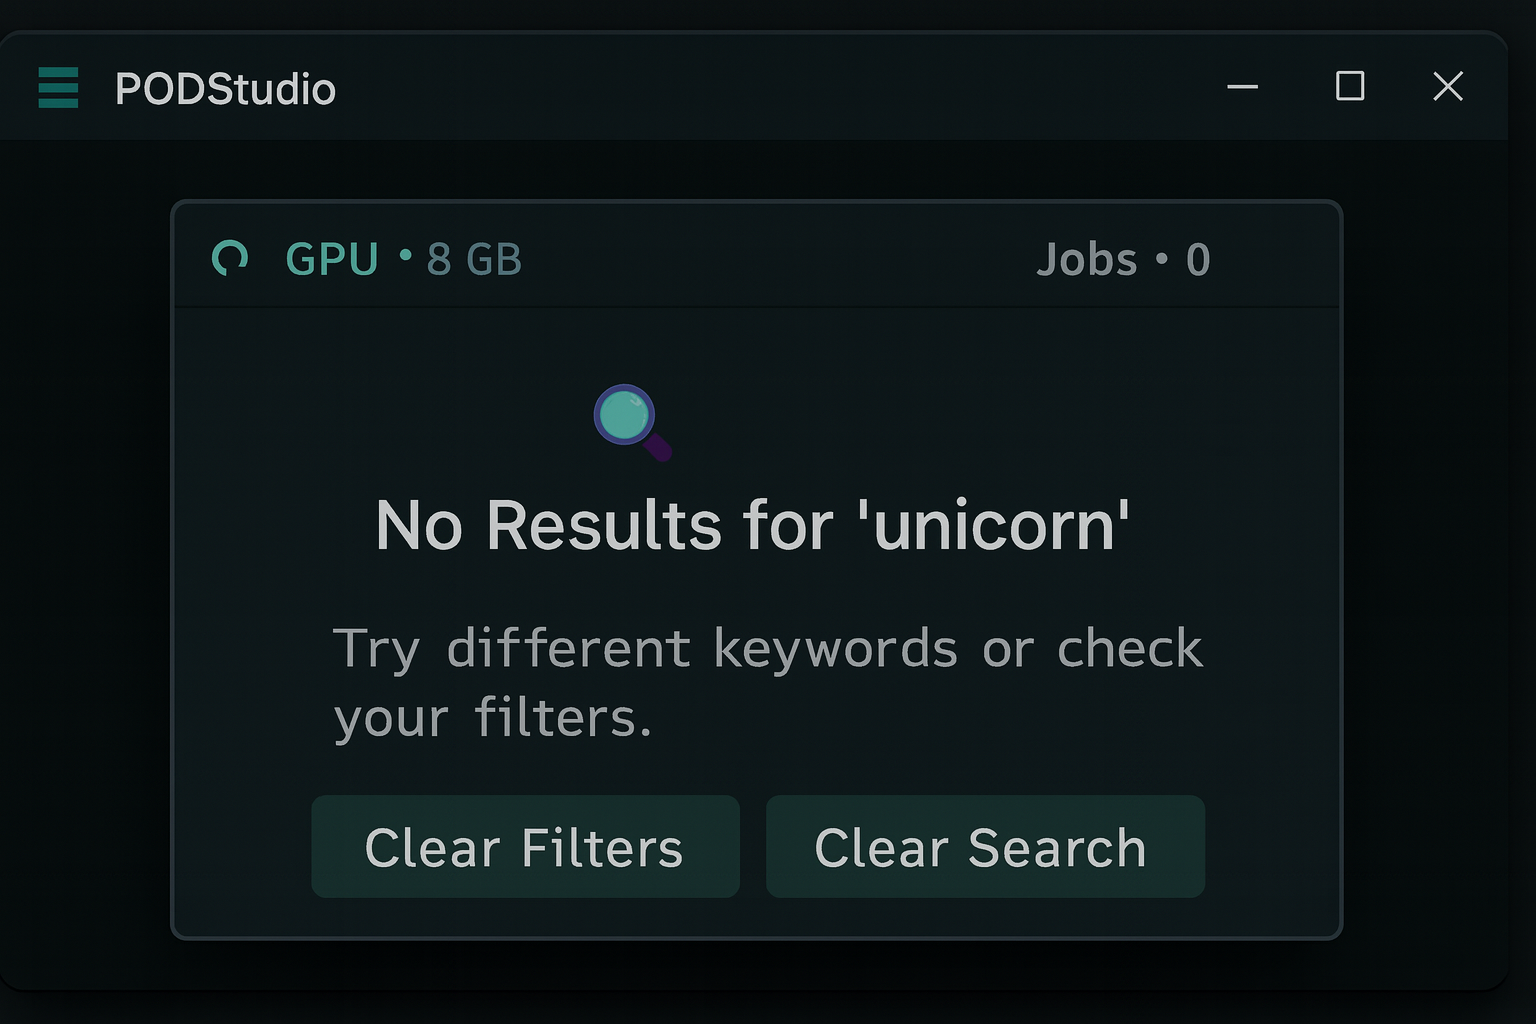 PODStudio
GPU • 8 GB
Jobs • 0
No Results for 'unicorn'
Try different keywords or check
your filters.
Clear Filters
Clear Search